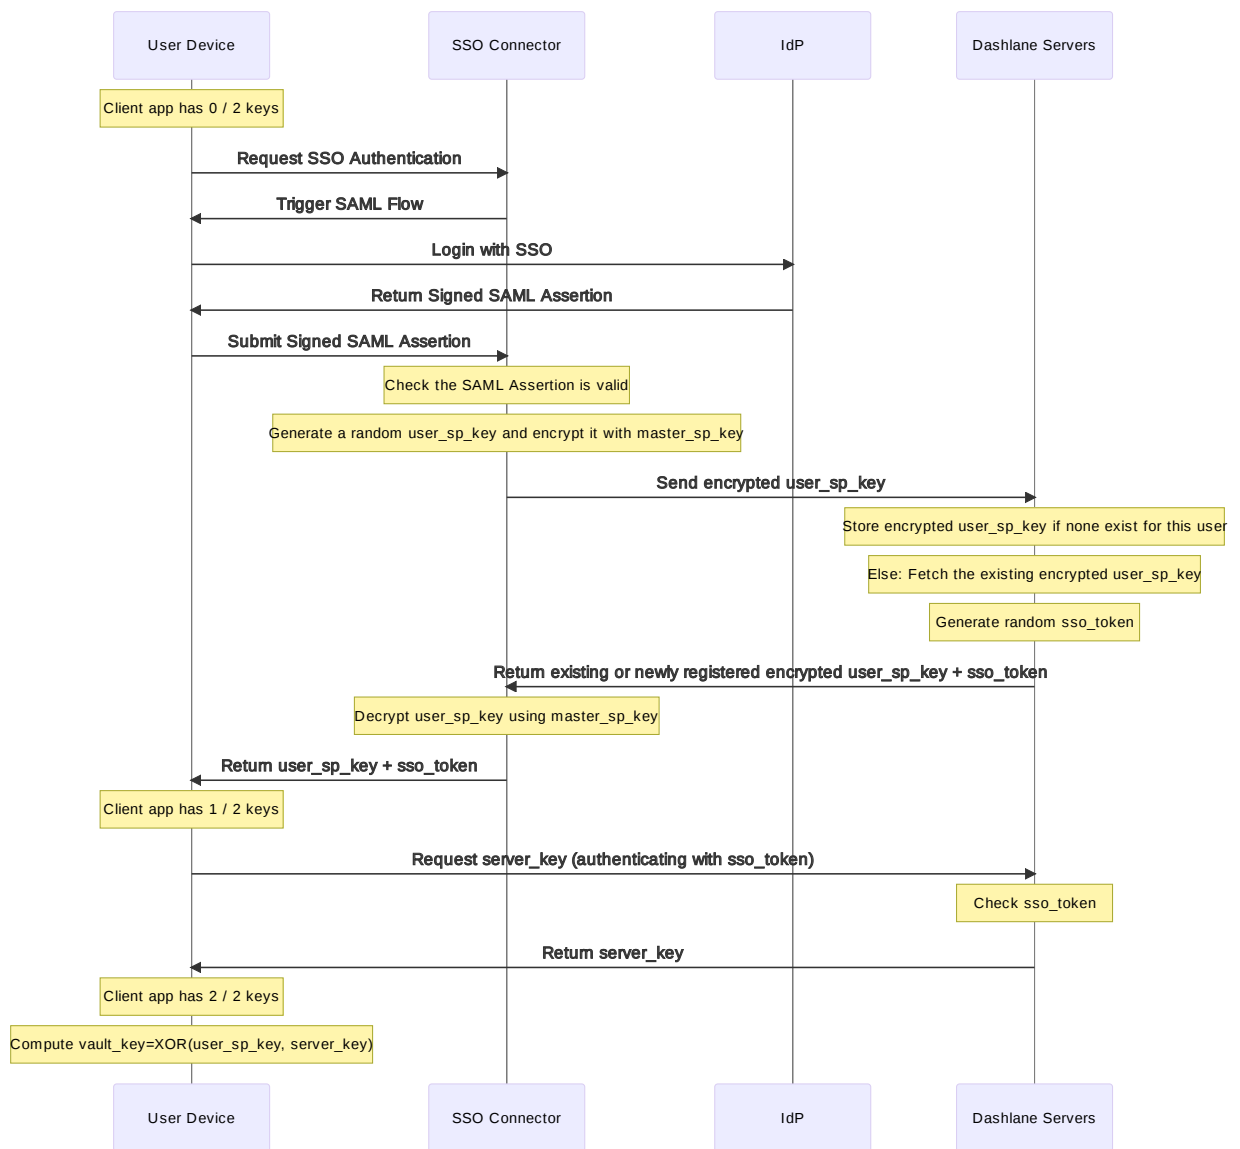 User Device
SSO Connector
IdP
Dashlane Servers
Client app has 0 / 2 keys
Request SSO Authentication
Trigger SAML Flow
Login with SSO
Return Signed SAML Assertion
Submit Signed SAML Assertion
Check the SAML Assertion is valid
Generate a random user_sp_key and encrypt it with master_sp_key
Send encrypted user_sp_key
Store encrypted user_sp_key if none exist for this user
Else: Fetch the existing encrypted user_sp_key
Generate random sso_token
Return existing or newly registered encrypted user_sp_key + sso_token
Decrypt user_sp_key using master_sp_key
Return user_sp_key + sso_token
Client app has 1 / 2 keys
Request server_key (authenticating with sso_token)
Check sso_token
Return server_key
Client app has 2 / 2 keys
Compute vault_key=XOR(user_sp_key, server_key)
User Device
SSO Connector
IdP
Dashlane Servers